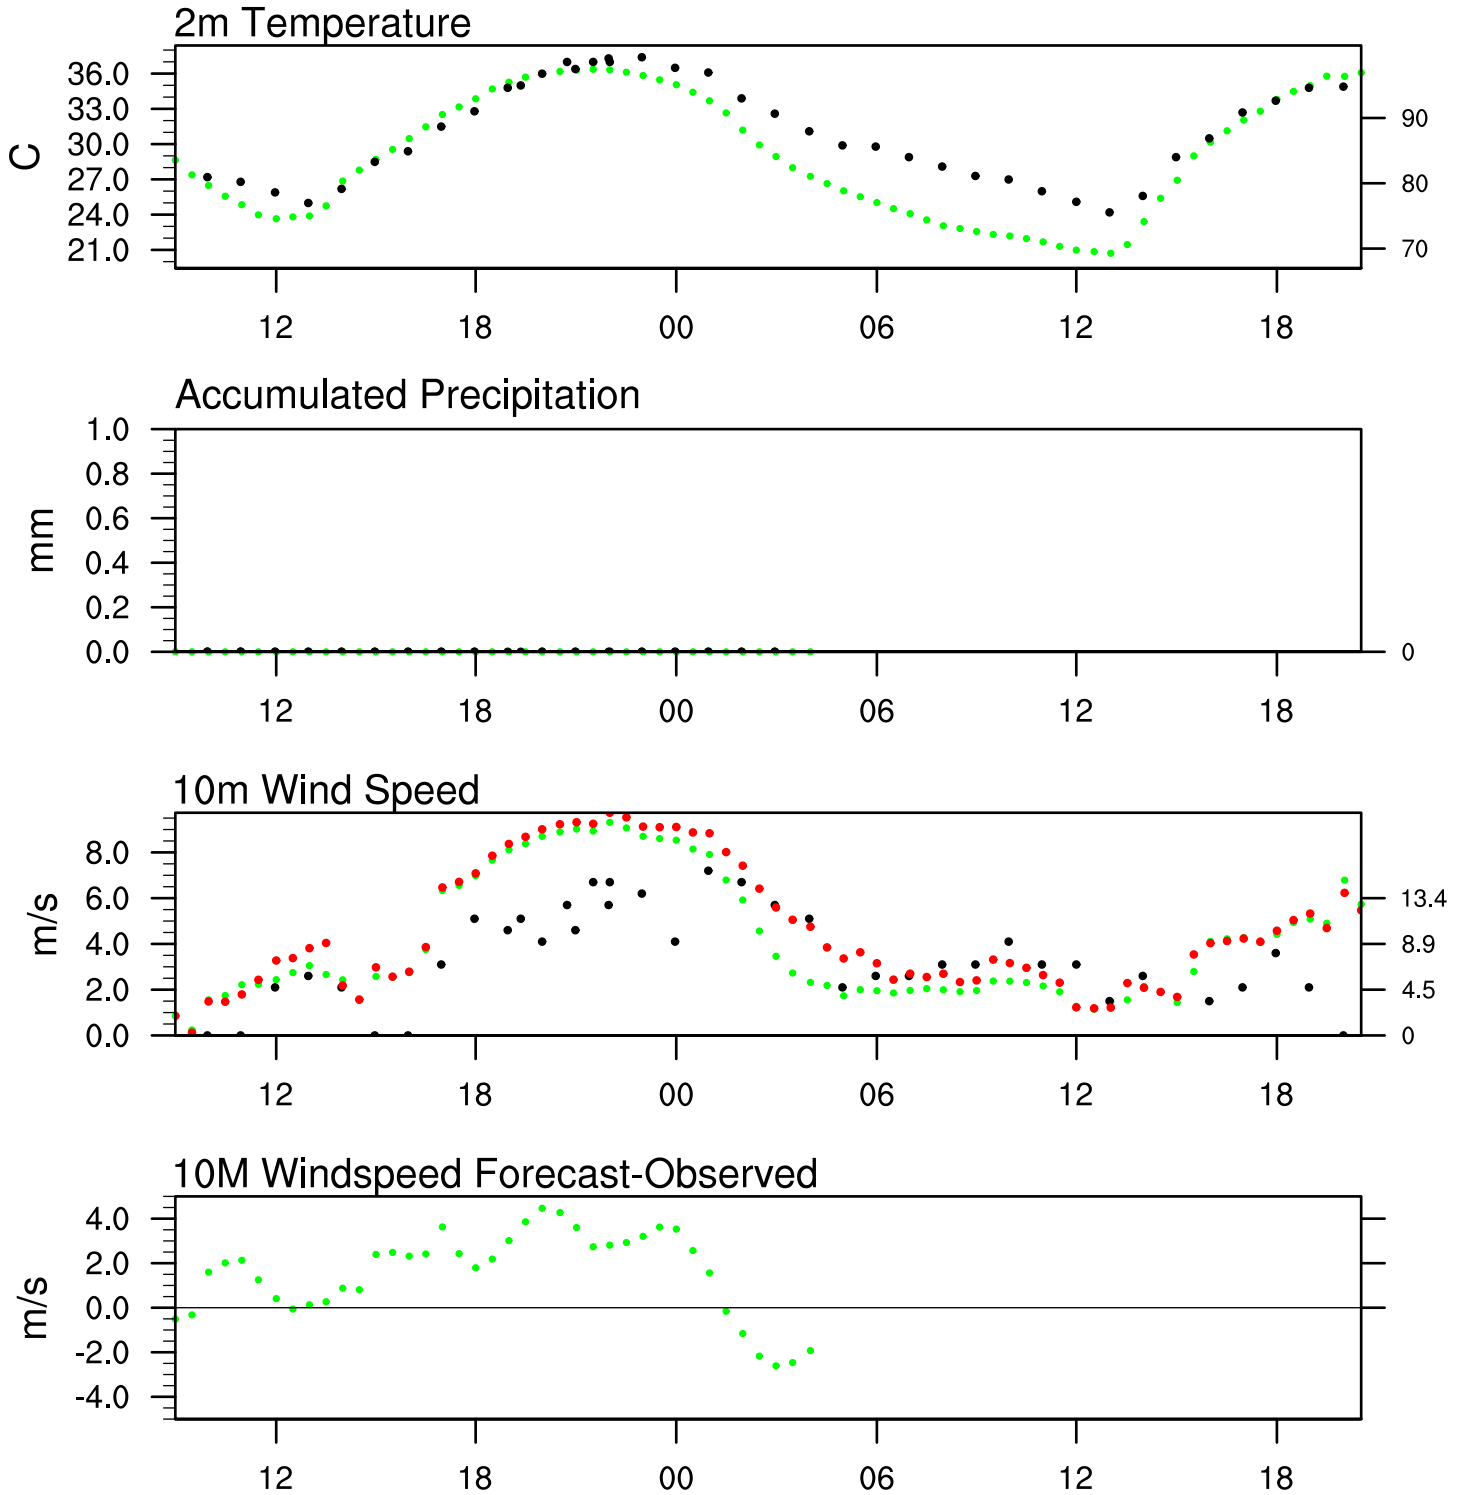 2m Temperature
36.0
33.0
30.0
27.0
24.0
21.0
C
90
80
70
12 18 00 06 12 18
Accumulated Precipitation
1.0
0.8
0.6
0.4
0.2
0.0
mm
0
12 18 00 06 12 18
10m Wind Speed
8.0
6.0
4.0
2.0
0.0
m/s
13.4
8.9
4.5
0
12 18 00 06 12 18
10M Windspeed Forecast-Observed
4.0
2.0
0.0
-2.0
-4.0
m/s
12 18 00 06 12 18